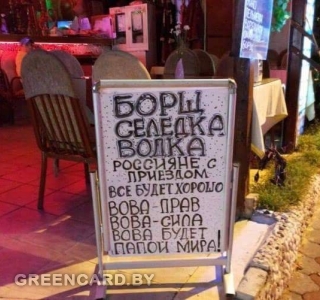 БОРЩ
СЕЛЕДКА
ВОДКА
РОССИЯНЕ С
ПРИЕЗДОМ
ВСЕ БУДЕТ ХОРОШО
ВОВА-ПРАВ
ВОВА-СИЛА
ВОВА БУДЕТ
ПАПОЙ МИРА!
GREENCARD.BY